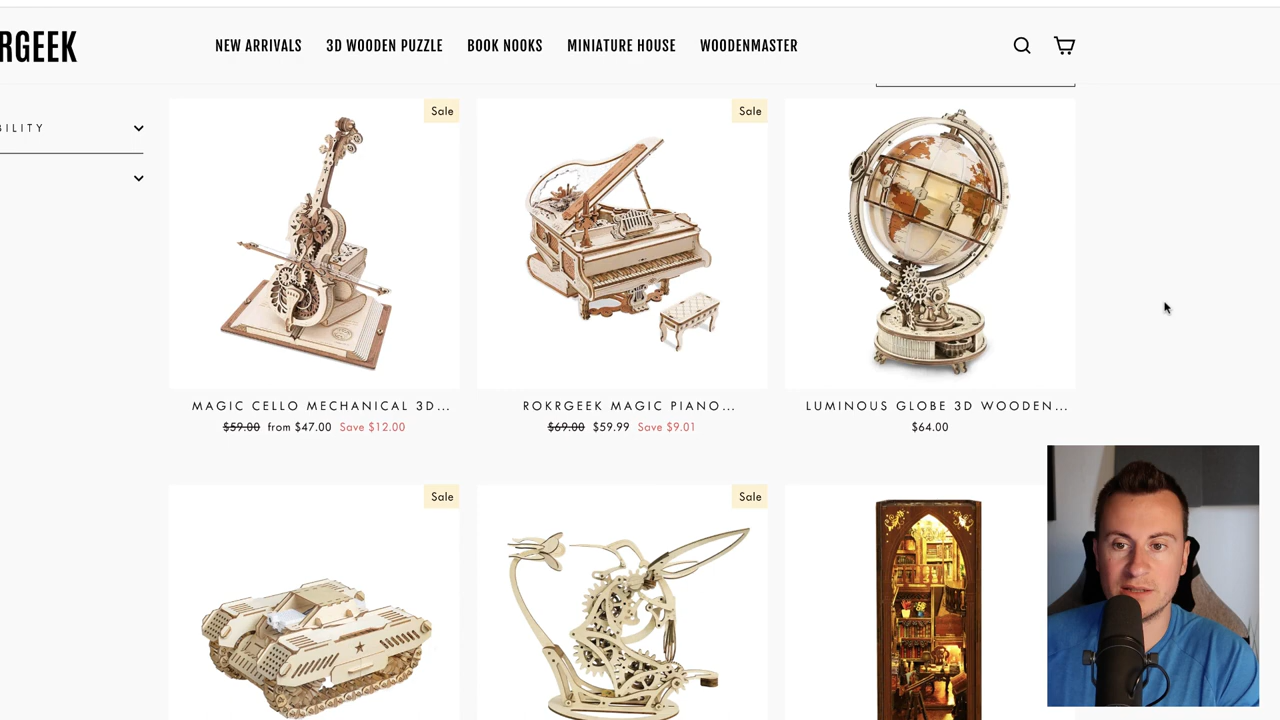 RGEEK
NEW ARRIVALS 3D WOODEN PUZZLE BOOK NOOKS MINIATURE HOUSE WOODENMASTER
BILITY
Sale
Sale
MAGIC CELLO MECHANICAL 3D...
$59.00 from $47.00 Save $12.00
ROKRGEEK MAGIC PIANO...
$69.00 $59.99 Save $9.01
LUMINOUS GLOBE 3D WOODEN...
$64.00
Sale
Sale